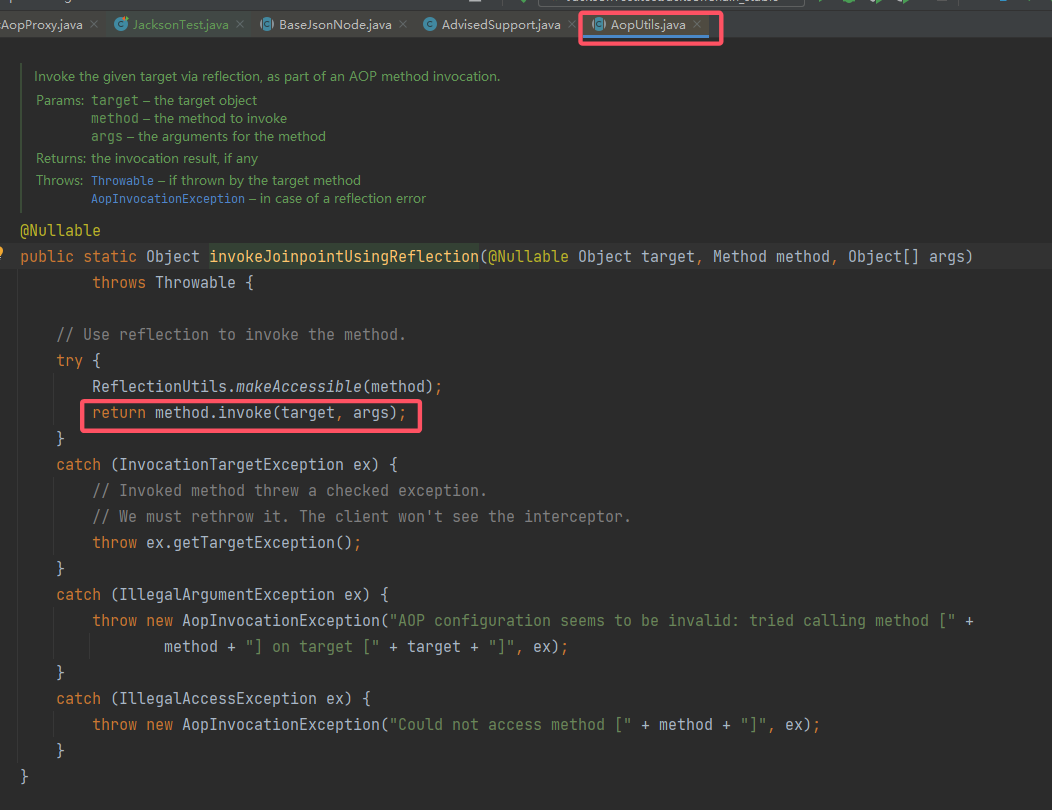 AopProxy.java JacksonTest.java BaseJsonNode.java AdvisedSupport.java AopUtils.java
Invoke the given target via reflection, as part of an AOP method invocation.
Params: target – the target object
method – the method to invoke
args – the arguments for the method
Returns: the invocation result, if any
Throws: Throwable – if thrown by the target method
AopInvocationException – in case of a reflection error
@Nullable
public static Object invokeJoinpointUsingReflection(@Nullable Object target, Method method, Object[] args)
throws Throwable {
// Use reflection to invoke the method.
try {
ReflectionUtils.makeAccessible(method);
return method.invoke(target, args);
}
catch (InvocationTargetException ex) {
// Invoked method threw a checked exception.
// We must rethrow it. The client won't see the interceptor.
throw ex.getTargetException();
}
catch (IllegalArgumentException ex) {
throw new AopInvocationException("AOP configuration seems to be invalid: tried calling method [" +
method + "] on target [" + target + "]", ex);
}
catch (IllegalAccessException ex) {
throw new AopInvocationException("Could not access method [" + method + "]", ex);
}
}